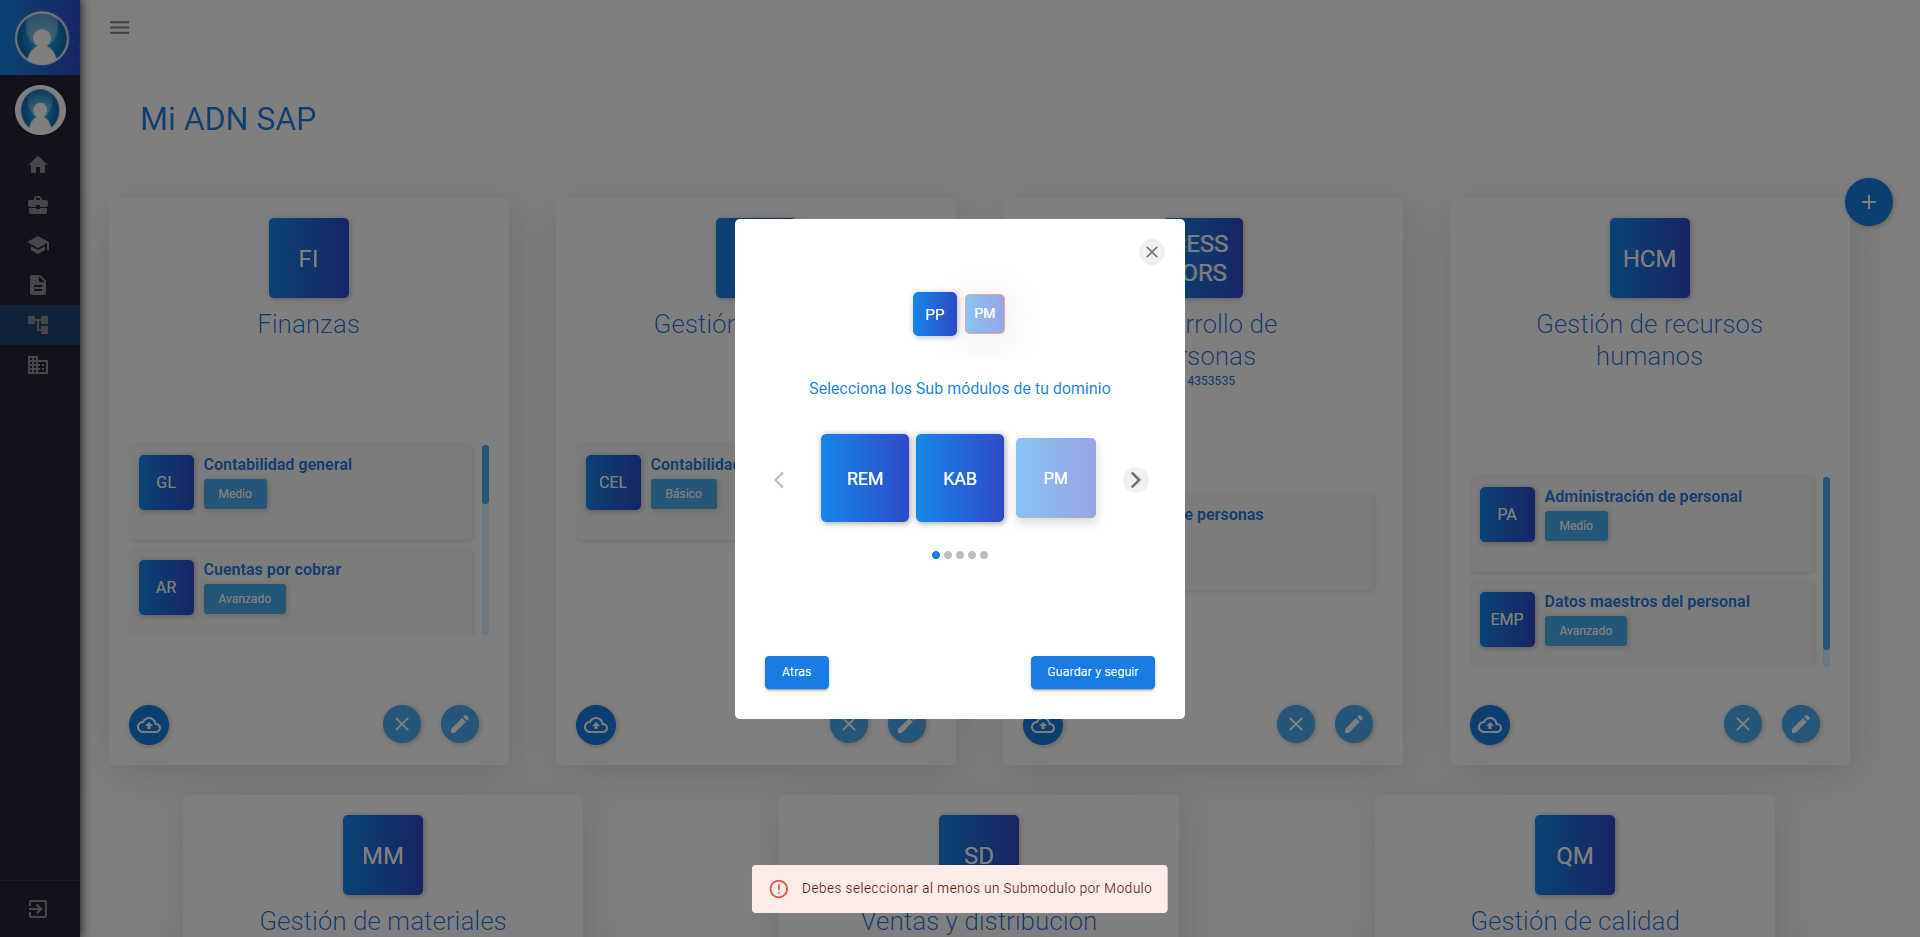 Mi ADN SAP
FI
Finanzas
GL
Contabilidad general
Medio
AR
Cuentas por cobrar
Avanzado
CEL
Básico
ESS
ORS
rrollo de
sonas
4353535
e personas
HCM
Gestión de recursos
humanos
PA
Administración de personal
Medio
EMP
Datos maestros del personal
Avanzado
PP
PM
Selecciona los Sub módulos de tu dominio
REM
KAB
PM
Atras
Guardar y seguir
MM
Gestión de materiales
SD
Ventas y distribución
QM
Gestión de calidad
Debes seleccionar al menos un Submodulo por Modulo